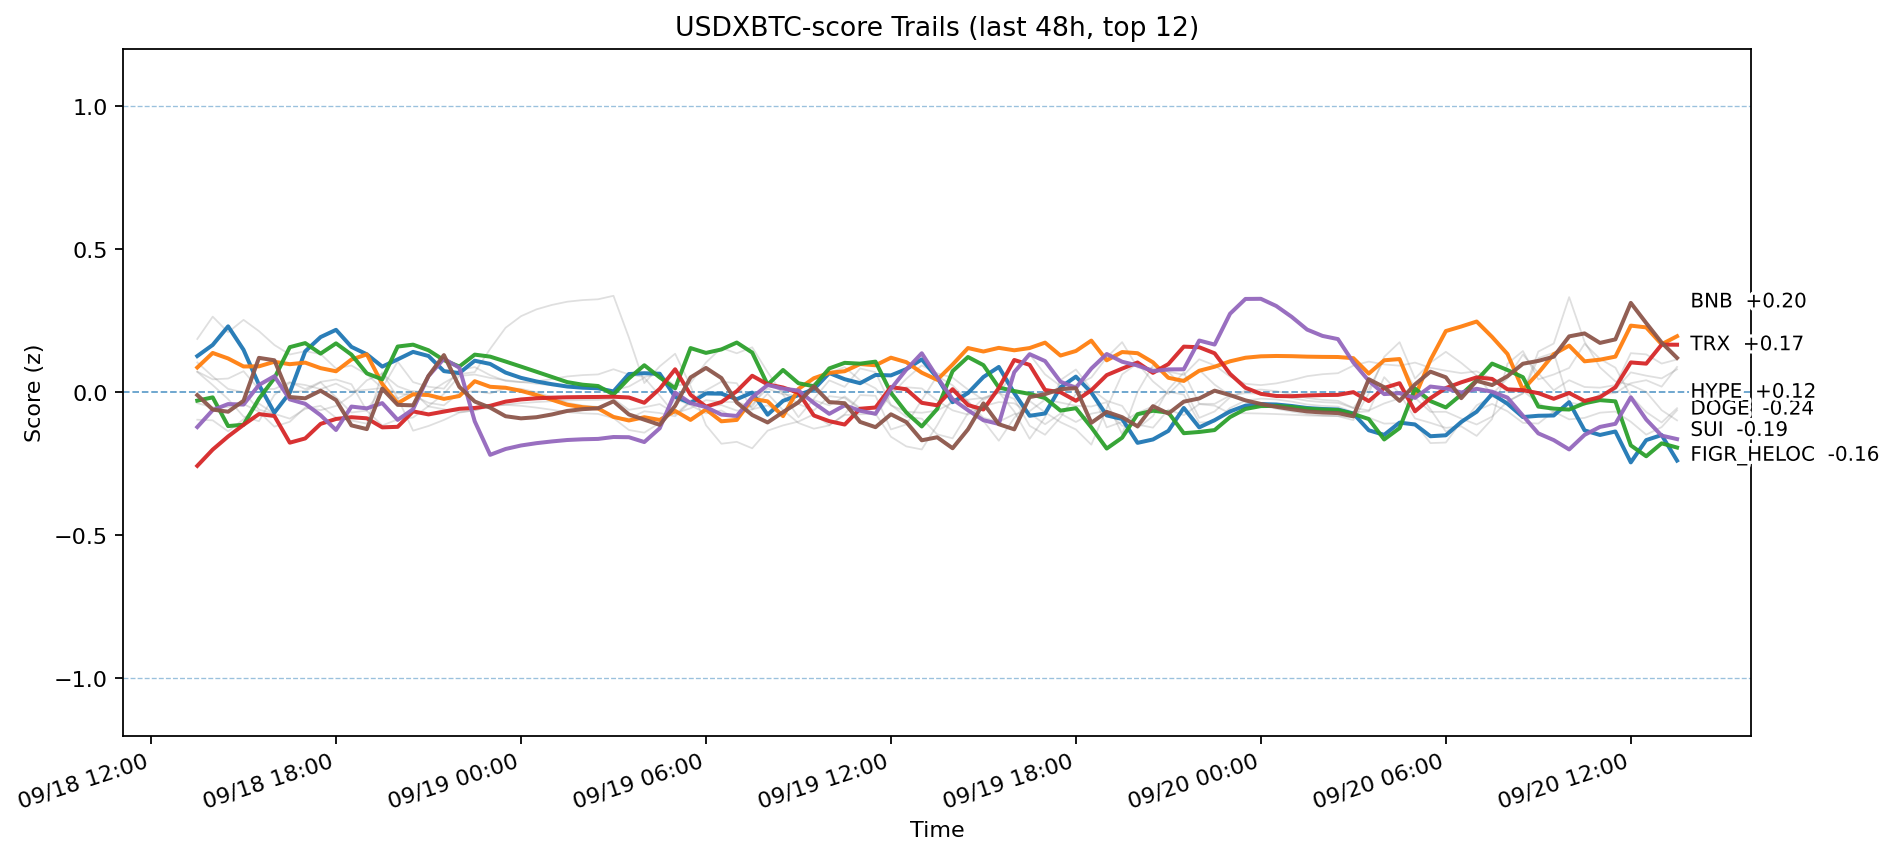 USDXBTC-score Trails (last 48h, top 12)
Score (z)
1.0
0.5
0.0
−0.5
−1.0
BNB +0.20
TRX +0.17
HYPE +0.12
DOGE -0.24
SUI -0.19
FIGR_HELOC -0.16
09/18 12:00
09/18 18:00
09/19 00:00
09/19 06:00
09/19 12:00
09/19 18:00
09/20 00:00
09/20 06:00
09/20 12:00
Time